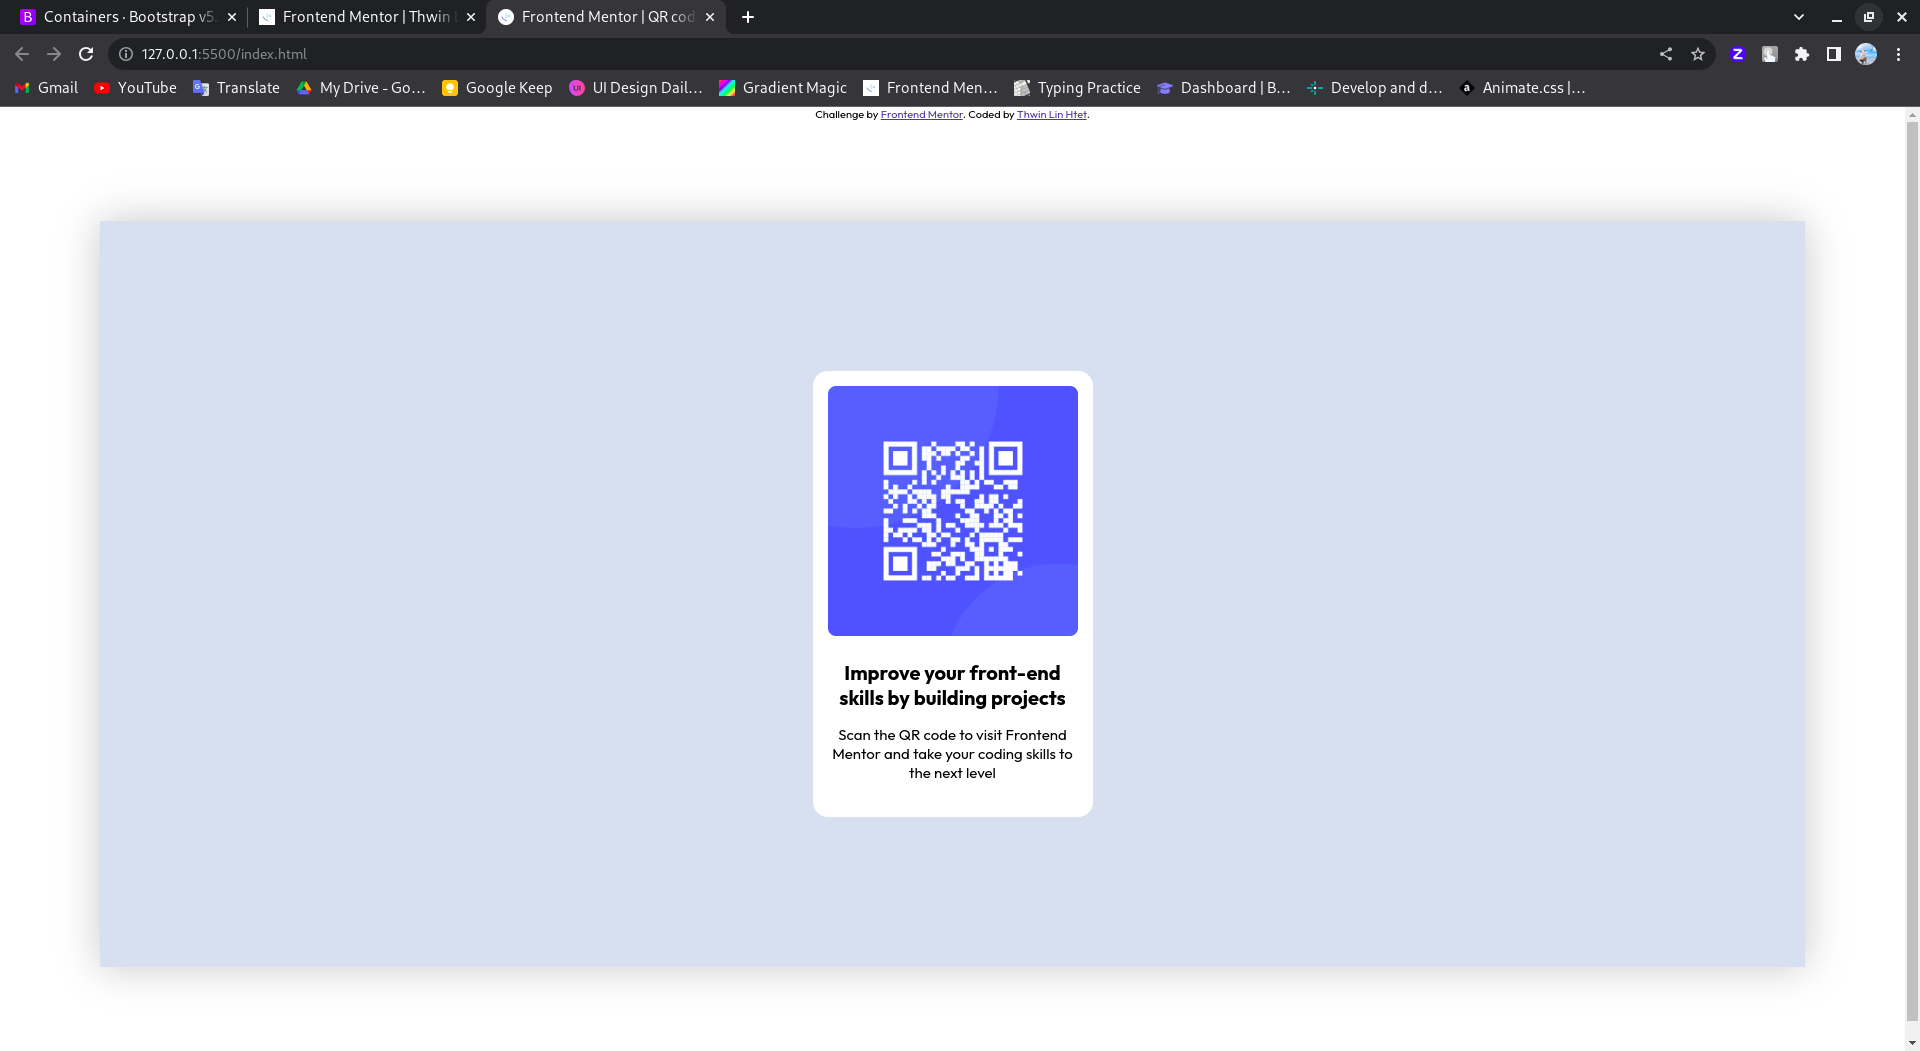 Containers · Bootstrap v5.
Frontend Mentor | Thwin
Frontend Mentor | QR cod
127.0.0.1:5500/index.html
Gmail
YouTube
Translate
My Drive - Go…
Google Keep
UI Design Dail…
Gradient Magic
Frontend Men…
Typing Practice
Dashboard | B…
Develop and d…
Animate.css |…
Challenge by Frontend Mentor. Coded by Thwin Lin Htet.
Improve your front-end
skills by building projects
Scan the QR code to visit Frontend
Mentor and take your coding skills to
the next level